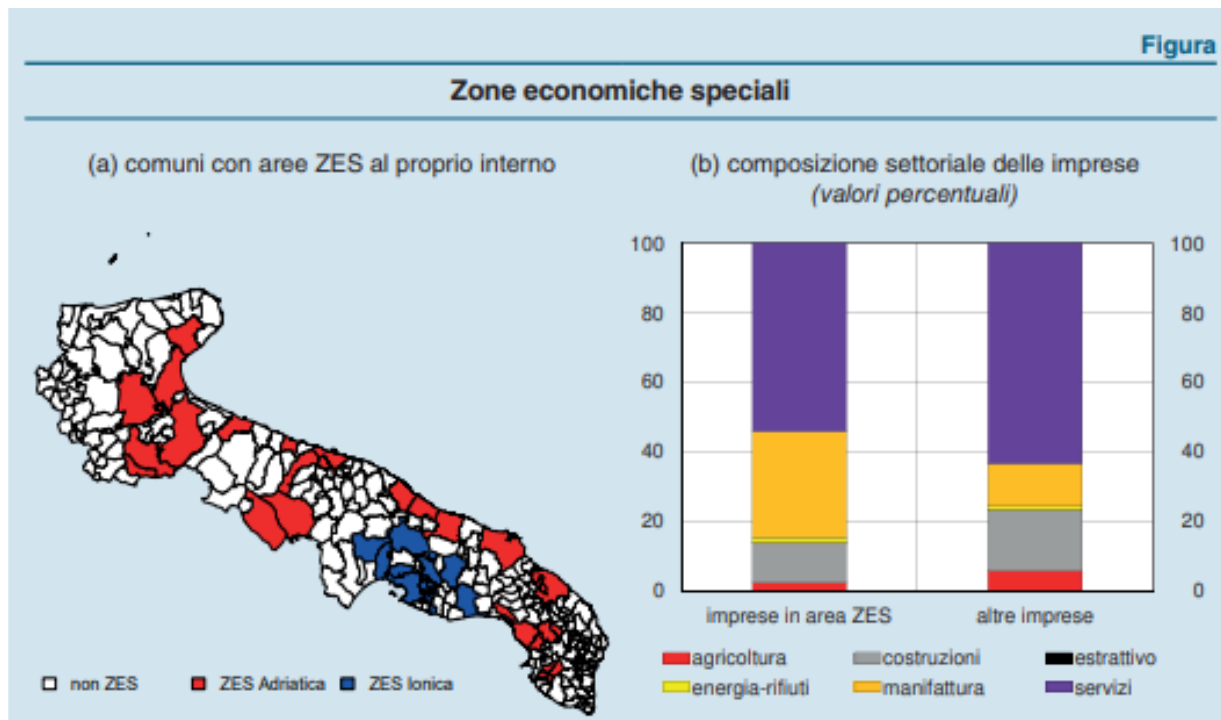 Figura
Zone economiche speciali
(a) comuni con aree ZES al proprio interno
non ZES
ZES Adriatica
ZES Ionica
(b) composizione settoriale delle imprese
(valori percentuali)
100
80
60
40
20
0
100
80
60
40
20
0
imprese in area ZES
altre imprese
agricoltura
costruzioni
estrattivo
energia-rifiuti
manifattura
servizi